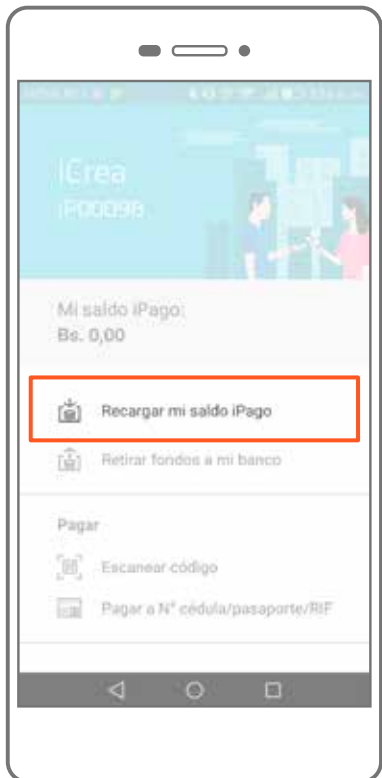 iCrea
iP00098
Mi saldo iPago:
Bs. 0,00
Recargar mi saldo iPago
Retirar fondos a mi banco
Pagar
Escanear código
Pagar a N° cédula/pasaporte/RIF